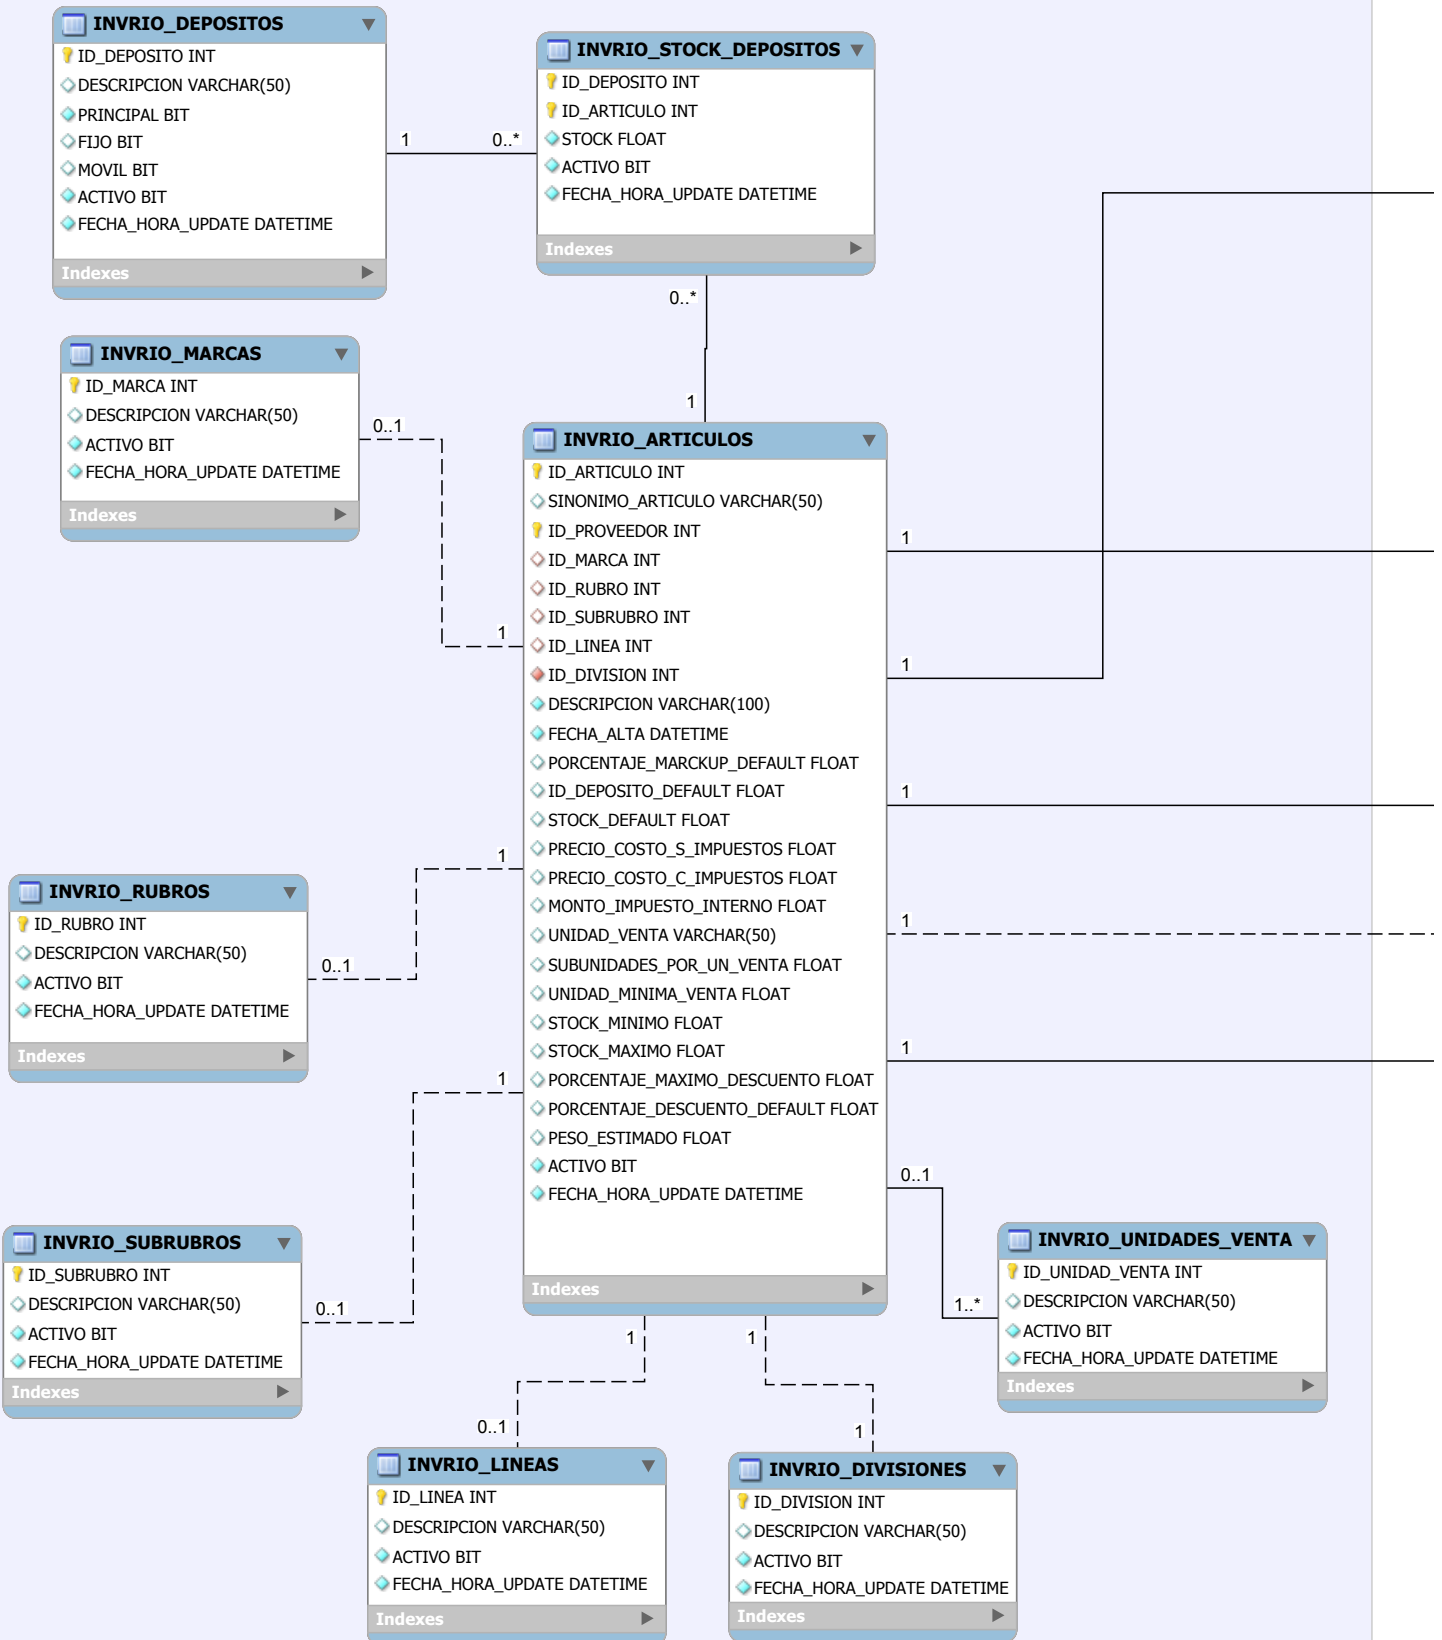 INVRIO_DEPOSITOS
ID_DEPOSITO INT
DESCRIPCION VARCHAR(50)
PRINCIPAL BIT
FIJO BIT
MOVIL BIT
ACTIVO BIT
FECHA_HORA_UPDATE DATETIME
Indexes
1
0..*
INVRIO_STOCK_DEPOSITOS
ID_DEPOSITO INT
ID_ARTICULO INT
STOCK FLOAT
ACTIVO BIT
FECHA_HORA_UPDATE DATETIME
Indexes
0..*
1
INVRIO_MARCAS
ID_MARCA INT
DESCRIPCION VARCHAR(50)
ACTIVO BIT
FECHA_HORA_UPDATE DATETIME
Indexes
0..1
1
INVRIO_ARTICULOS
ID_ARTICULO INT
SINONIMO_ARTICULO VARCHAR(50)
ID_PROVEEDOR INT
ID_MARCA INT
ID_RUBRO INT
ID_SUBRUBRO INT
ID_LINEA INT
ID_DIVISION INT
DESCRIPCION VARCHAR(100)
FECHA_ALTA DATETIME
PORCENTAJE_MARCKUP_DEFAULT FLOAT
ID_DEPOSITO_DEFAULT FLOAT
STOCK_DEFAULT FLOAT
PRECIO_COSTO_S_IMPUESTOS FLOAT
PRECIO_COSTO_C_IMPUESTOS FLOAT
MONTO_IMPUESTO_INTERNO FLOAT
UNIDAD_VENTA VARCHAR(50)
SUBUNIDADES_POR_UN_VENTA FLOAT
UNIDAD_MINIMA_VENTA FLOAT
STOCK_MINIMO FLOAT
STOCK_MAXIMO FLOAT
PORCENTAJE_MAXIMO_DESCUENTO FLOAT
PORCENTAJE_DESCUENTO_DEFAULT FLOAT
PESO_ESTIMADO FLOAT
ACTIVO BIT
FECHA_HORA_UPDATE DATETIME
Indexes
1
1
1
1
1
0..1
1..*
INVRIO_RUBROS
ID_RUBRO INT
DESCRIPCION VARCHAR(50)
ACTIVO BIT
FECHA_HORA_UPDATE DATETIME
Indexes
1
0..1
INVRIO_SUBRUBROS
ID_SUBRUBRO INT
DESCRIPCION VARCHAR(50)
ACTIVO BIT
FECHA_HORA_UPDATE DATETIME
Indexes
1
0..1
INVRIO_UNIDADES_VENTA
ID_UNIDAD_VENTA INT
DESCRIPCION VARCHAR(50)
ACTIVO BIT
FECHA_HORA_UPDATE DATETIME
Indexes
1
0..1
INVRIO_LINEAS
ID_LINEA INT
DESCRIPCION VARCHAR(50)
ACTIVO BIT
FECHA_HORA_UPDATE DATETIME
Indexes
1
1
INVRIO_DIVISIONES
ID_DIVISION INT
DESCRIPCION VARCHAR(50)
ACTIVO BIT
FECHA_HORA_UPDATE DATETIME
Indexes